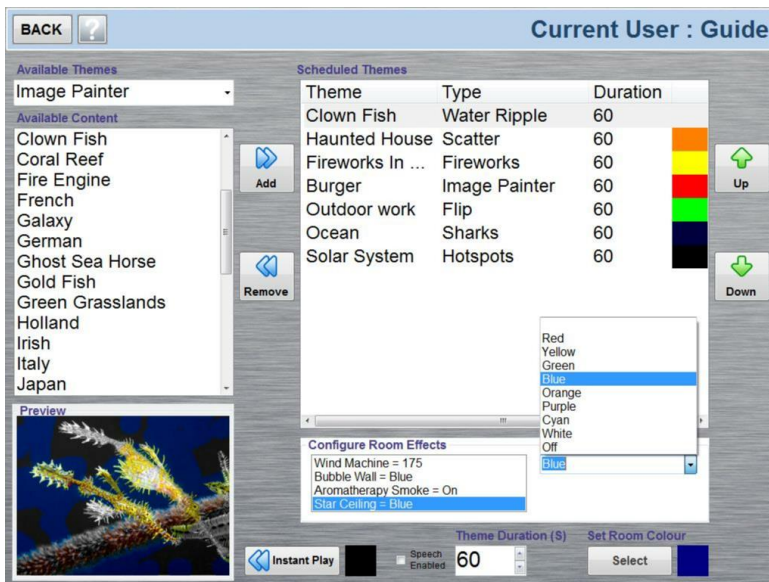 BACK
?
Current User : Guide
Available Themes
Image Painter
Available Content
Clown Fish
Coral Reef
Fire Engine
French
Galaxy
German
Ghost Sea Horse
Gold Fish
Green Grasslands
Holland
Irish
Italy
Japan
Preview
Add
Remove
Scheduled Themes
Theme Type Duration
Clown Fish Water Ripple 60
Haunted House Scatter 60
Fireworks In ... Fireworks 60
Burger Image Painter 60
Outdoor work Flip 60
Ocean Sharks 60
Solar System Hotspots 60
Up
Down
Red
Yellow
Green
Blue
Orange
Purple
Cyan
White
Off
Blue
Configure Room Effects
Wind Machine = 175
Bubble Wall = Blue
Aromatherapy Smoke = On
Star Ceiling = Blue
Instant Play
Speech
Enabled
Theme Duration (S)
60
Set Room Colour
Select